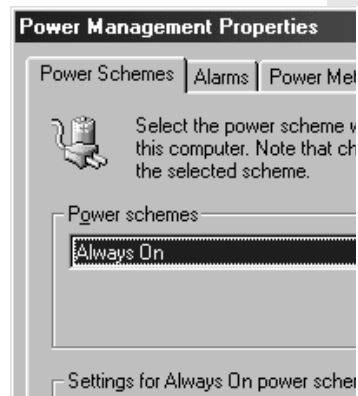 Power Management Properties
Power Schemes Alarms Power Met
Select the power scheme w
this computer. Note that ch
the selected scheme.
Power schemes
Always On
Settings for Always On power schem